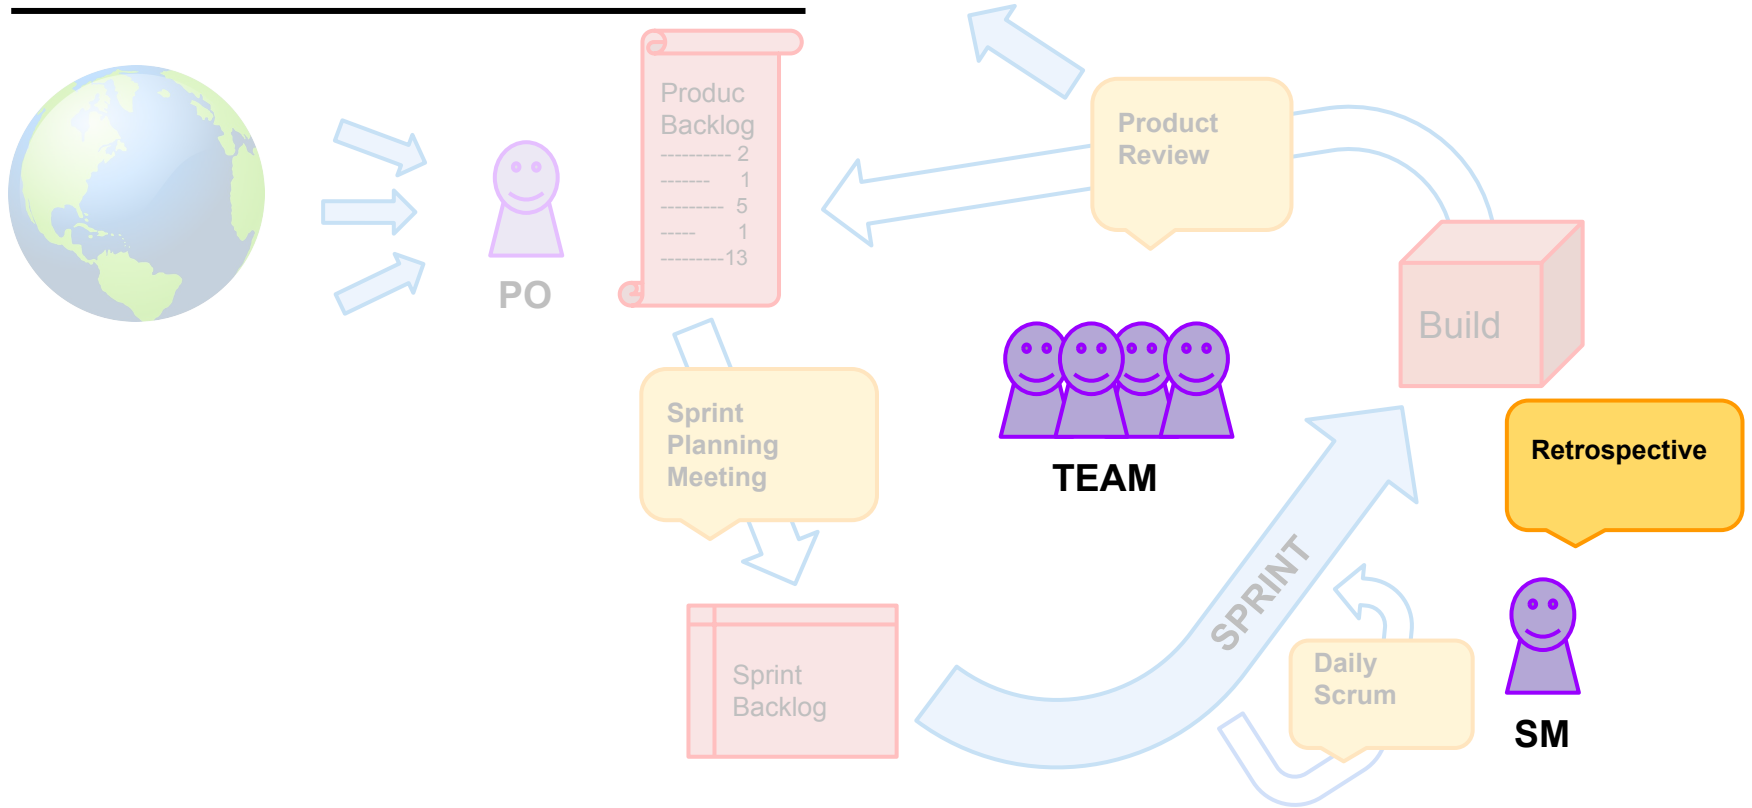 Produc
Backlog
---------- 2
------- 1
--------- 5
----- 1
---------13
PO
Product
Review
Build
Sprint
Planning
Meeting
TEAM
Retrospective
SPRINT
Sprint
Backlog
Daily
Scrum
SM